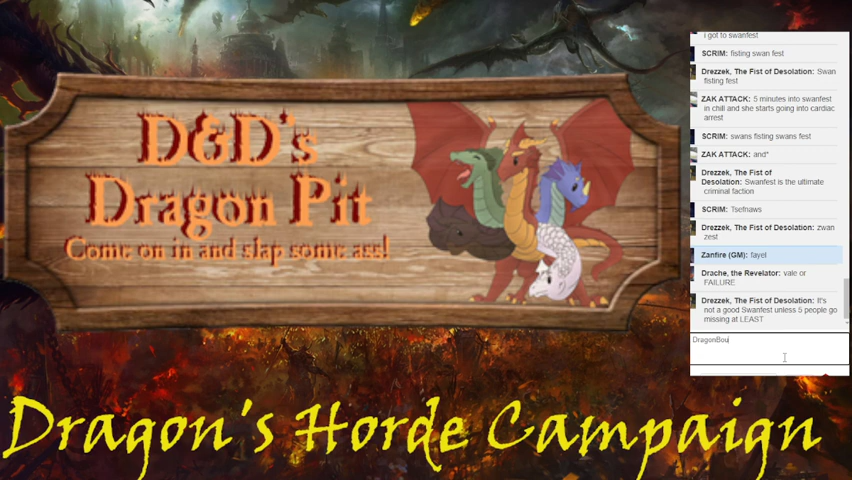 D&D's
Dragon Pit
Come on in and slap some ass!
Dragon's Horde Campaign
i got to swanfest
SCRIM: fisting swan fest
Drezzek, The Fist of Desolation: Swan
fisting fest
ZAK ATTACK: 5 minutes into swanfest
in chill and she starts going into cardiac
arrest
SCRIM: swans fisting swans fest
ZAK ATTACK: and*
Drezzek, The Fist of
Desolation: Swanfest is the ultimate
criminal faction
SCRIM: Tsefnaws
Drezzek, The Fist of Desolation: zwan
zest
Zanfire (GM): fayel
Drache, the Revelator: vale or
FAILURE
Drezzek, The Fist of Desolation: It's
not a good Swanfest unless 5 people go
missing at LEAST
DragonBou